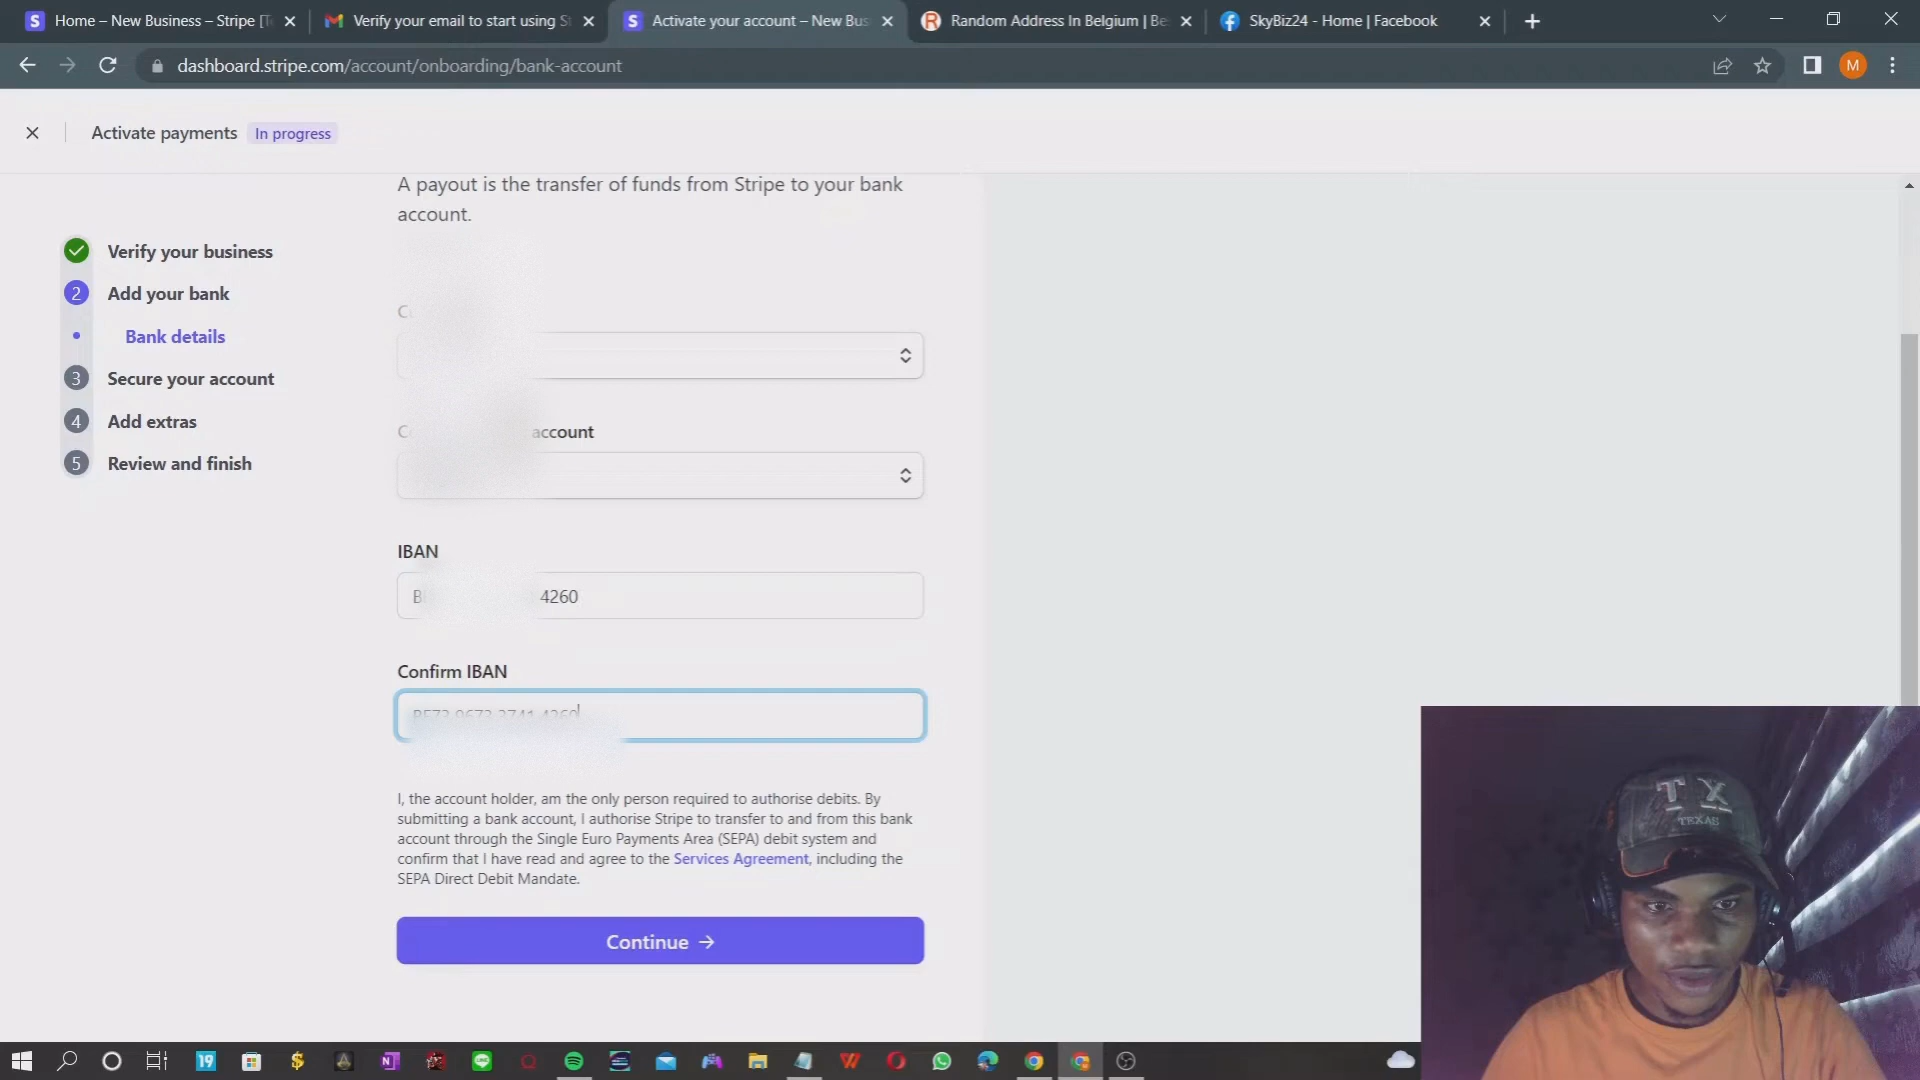 Home – New Business – Stripe [T
Verify your email to start using S
Activate your account – New Bus
Random Address In Belgium | Be
SkyBiz24 - Home | Facebook
dashboard.stripe.com/account/onboarding/bank-account
M
Activate payments
In progress
A payout is the transfer of funds from Stripe to your bank
account.
Verify your business
2 Add your bank
Bank details
3 Secure your account
4 Add extras
5 Review and finish
account
IBAN
4260
Confirm IBAN
I, the account holder, am the only person required to authorise debits. By
submitting a bank account, I authorise Stripe to transfer to and from this bank
account through the Single Euro Payments Area (SEPA) debit system and
confirm that I have read and agree to the Services Agreement, including the
SEPA Direct Debit Mandate.
Continue →
TX
TEXAS
19